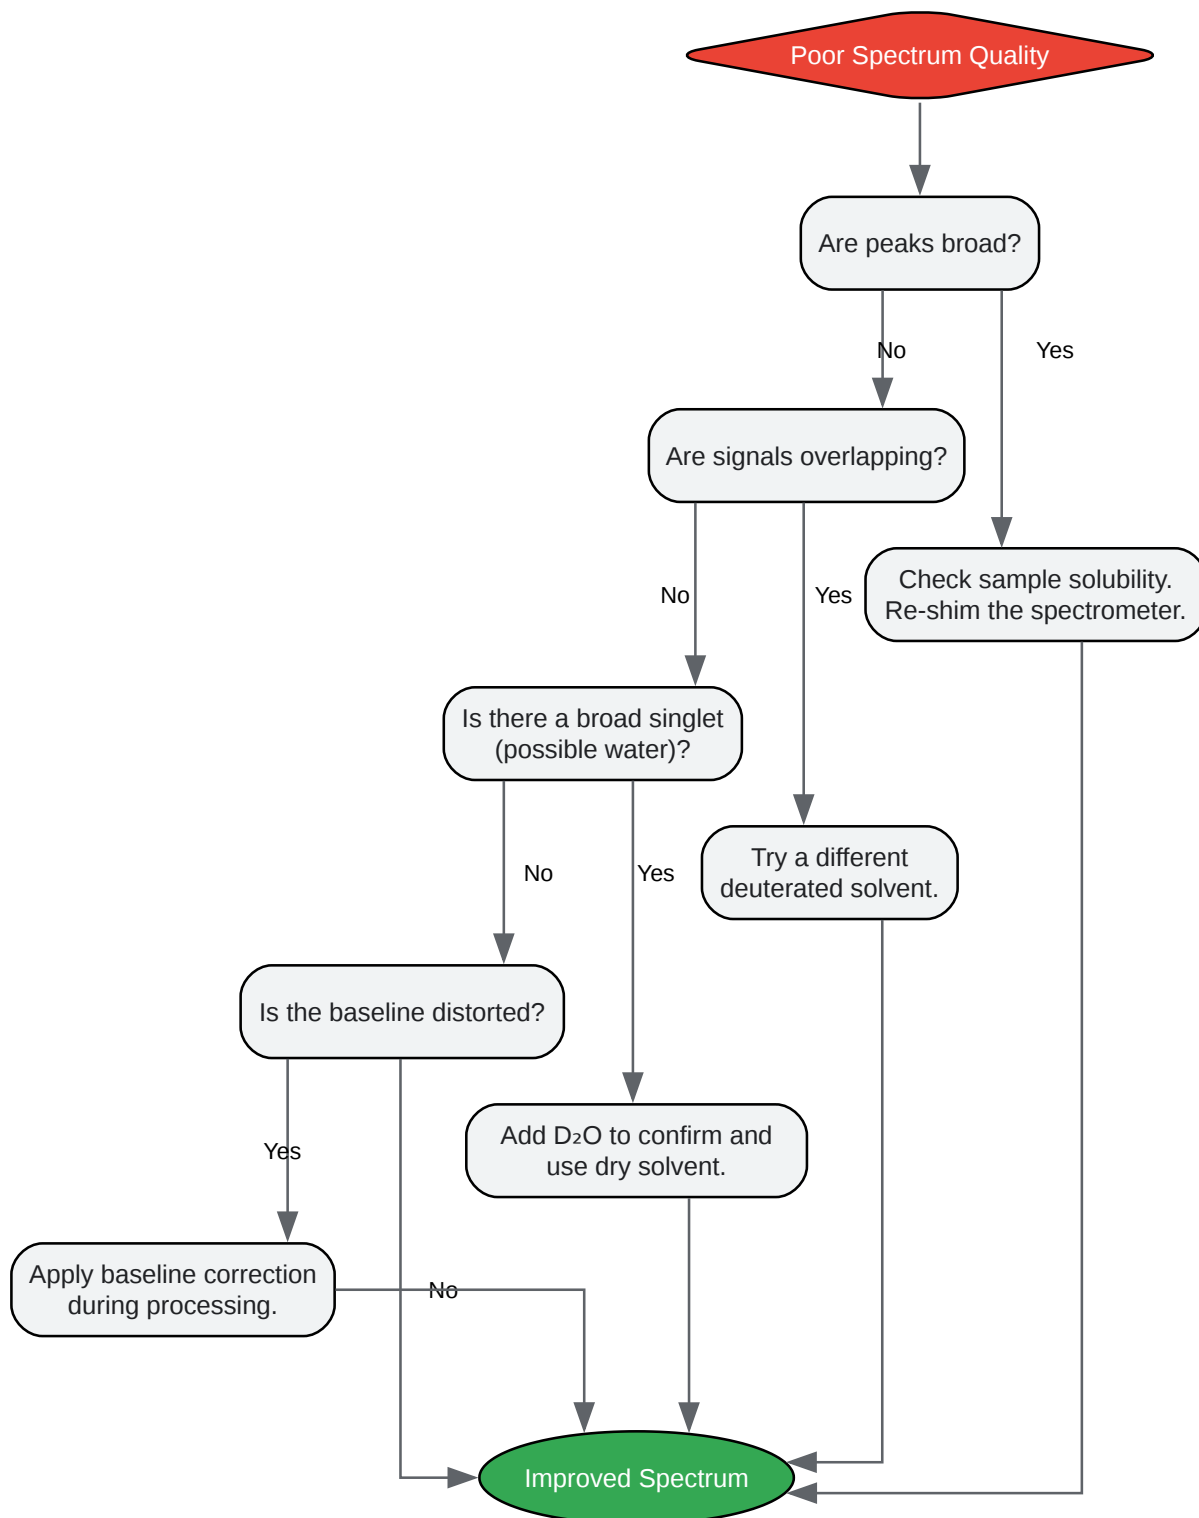 Poor Spectrum Quality
Are peaks broad?
No
Yes
Are signals overlapping?
Check sample solubility.
Re-shim the spectrometer.
No
Yes
Is there a broad singlet
(possible water)?
Try a different
deuterated solvent.
No
Yes
Is the baseline distorted?
Add D₂O to confirm and
use dry solvent.
Yes
Apply baseline correction
during processing.
No
Improved Spectrum